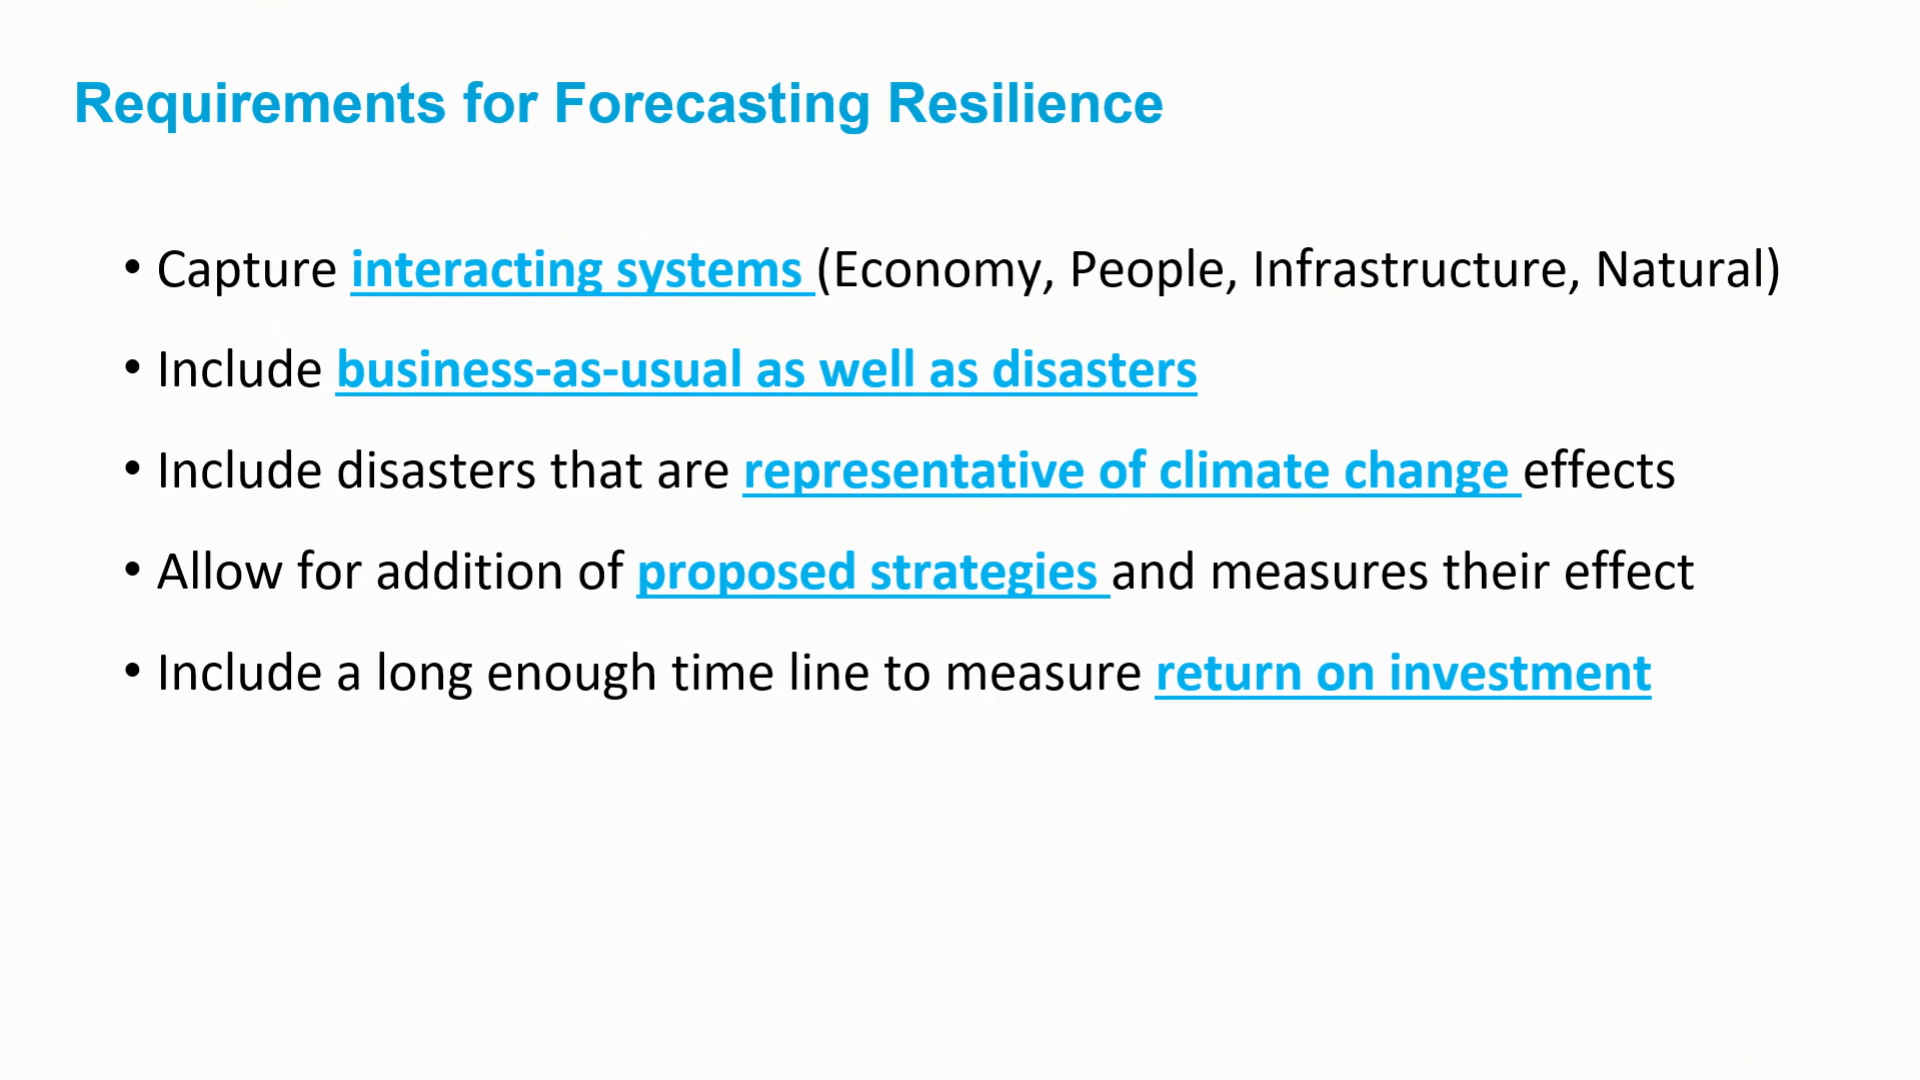 Requirements for Forecasting Resilience
• Capture interacting systems (Economy, People, Infrastructure, Natural)
• Include business-as-usual as well as disasters
• Include disasters that are representative of climate change effects
• Allow for addition of proposed strategies and measures their effect
• Include a long enough time line to measure return on investment